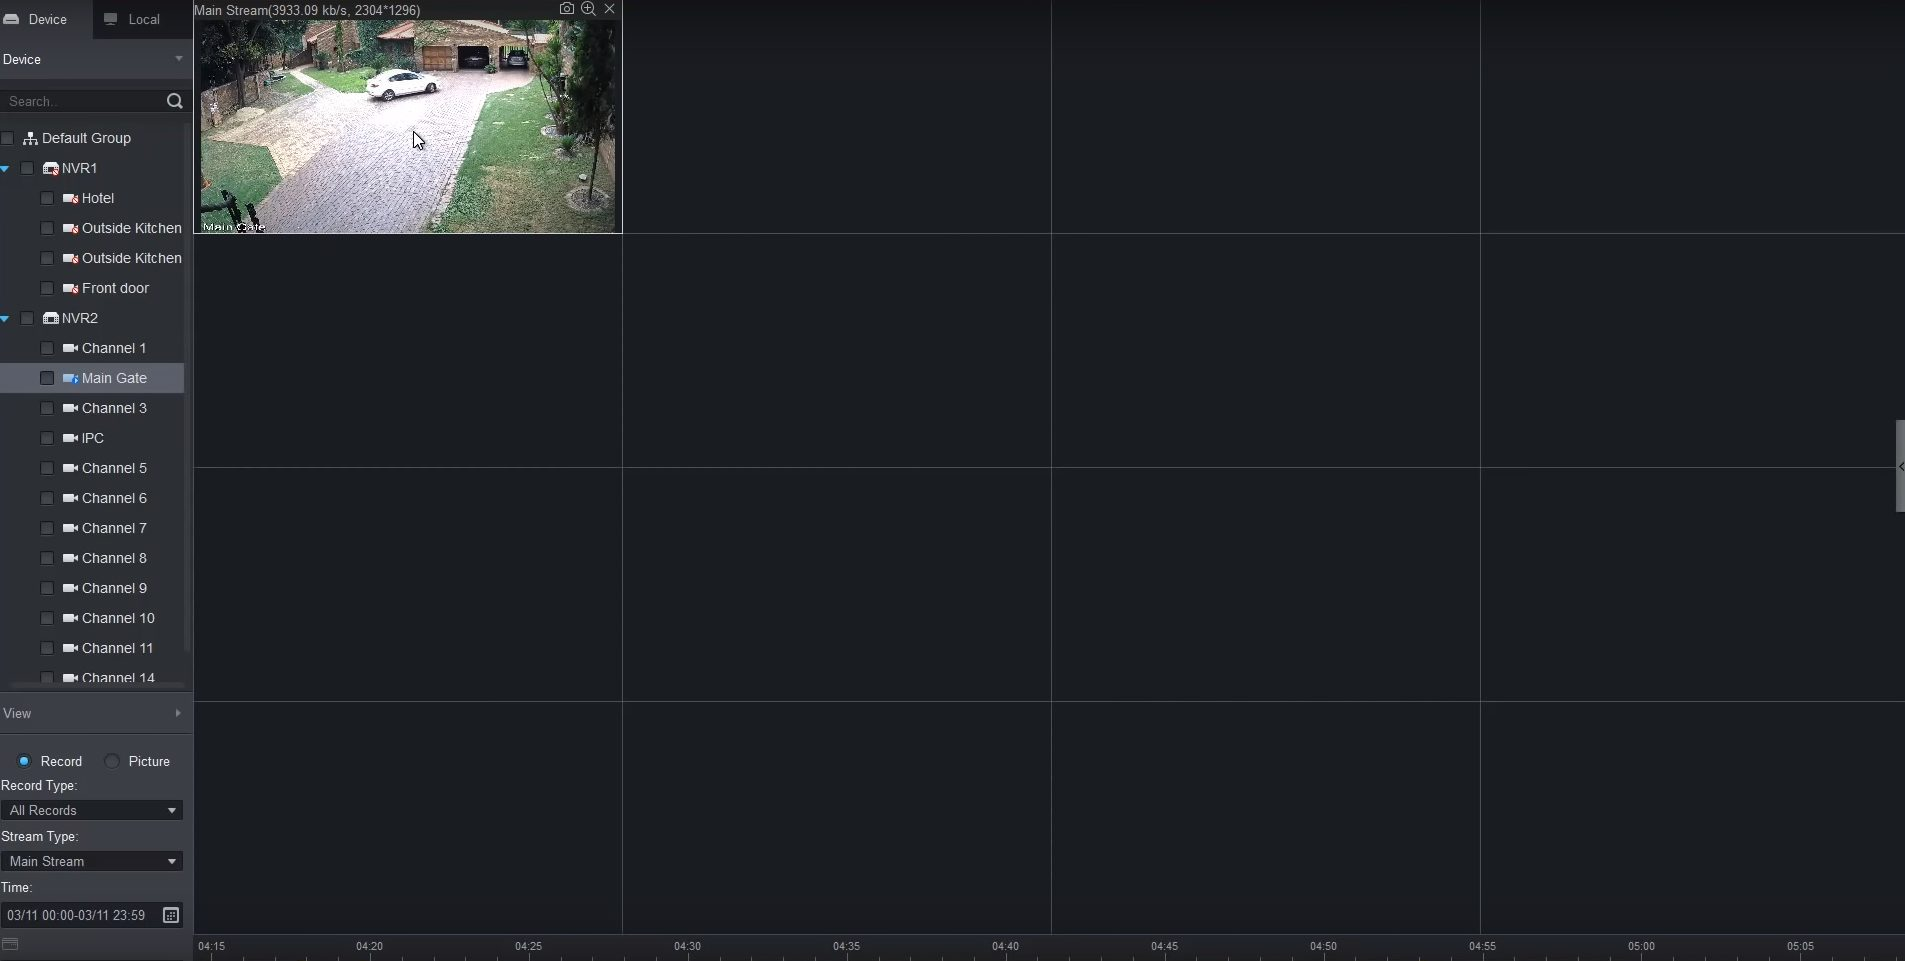 Device
Local
Main Stream(3933.09 kb/s, 2304*1296)
Device
Search..
Default Group
NVR1
Hotel
Outside Kitchen
Outside Kitchen
Front door
NVR2
Channel 1
Main Gate
Channel 3
IPC
Channel 5
Channel 6
Channel 7
Channel 8
Channel 9
Channel 10
Channel 11
Channel 14
Main Gate
View
Record
Picture
Record Type:
All Records
Stream Type:
Main Stream
Time:
03/11 00:00-03/11 23:59
04:15 04:20 04:25 04:30 04:35 04:40 04:45 04:50 04:55 05:00 05:05